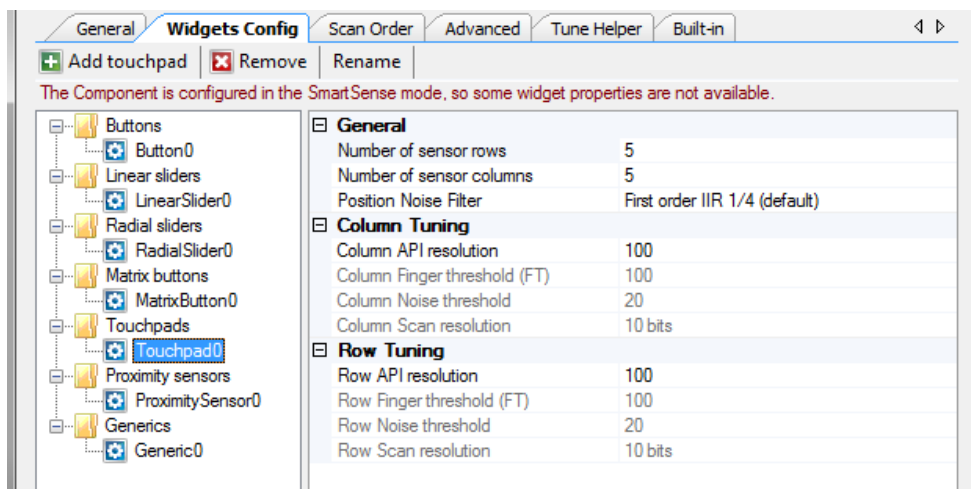 General Widgets Config Scan Order Advanced Tune Helper Built-in
Add touchpad Remove Rename
The Component is configured in the SmartSense mode, so some widget properties are not available.
Buttons
Button0
Linear sliders
LinearSlider0
Radial sliders
RadialSlider0
Matrix buttons
MatrixButton0
Touchpads
Touchpad0
Proximity sensors
ProximitySensor0
Generics
Generic0
General
Number of sensor rows 5
Number of sensor columns 5
Position Noise Filter First order IIR 1/4 (default)
Column Tuning
Column API resolution 100
Column Finger threshold (FT) 100
Column Noise threshold 20
Column Scan resolution 10 bits
Row Tuning
Row API resolution 100
Row Finger threshold (FT) 100
Row Noise threshold 20
Row Scan resolution 10 bits